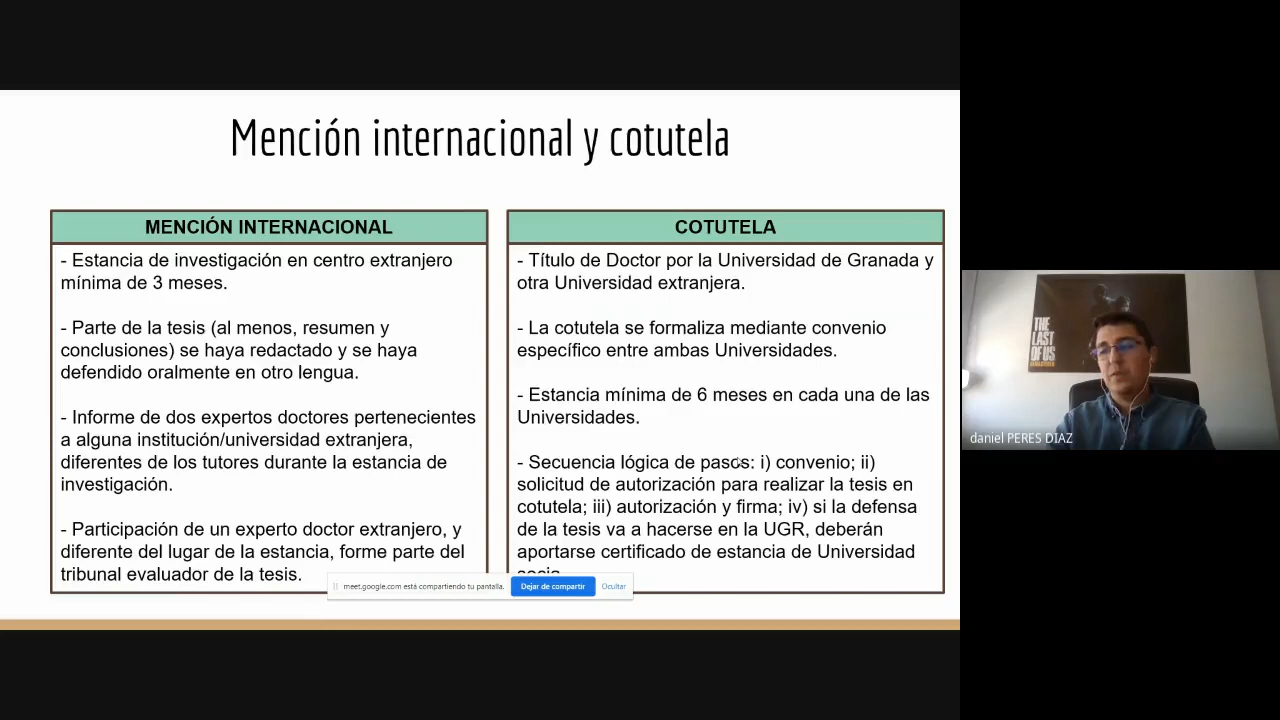 Mención internacional y cotutela
MENCIÓN INTERNACIONAL
- Estancia de investigación en centro extranjero
mínima de 3 meses.
- Parte de la tesis (al menos, resumen y
conclusiones) se haya redactado y se haya
defendido oralmente en otro lengua.
- Informe de dos expertos doctores pertenecientes
a alguna institución/universidad extranjera,
diferentes de los tutores durante la estancia de
investigación.
- Participación de un experto doctor extranjero, y
diferente del lugar de la estancia, forme parte del
tribunal evaluador de la tesis.
COTUTELA
- Título de Doctor por la Universidad de Granada y
otra Universidad extranjera.
- La cotutela se formaliza mediante convenio
específico entre ambas Universidades.
- Estancia mínima de 6 meses en cada una de las
Universidades.
- Secuencia lógica de pasos: i) convenio; ii)
solicitud de autorización para realizar la tesis en
cotutela; iii) autorización y firma; iv) si la defensa
de la tesis va a hacerse en la UGR, deberán
aportarse certificado de estancia de Universidad
meet.google.com está compartiendo tu pantalla.
Dejar de compartir
Ocultar
THE
LAST
OF US
REMASTERED
daniel PERES DIAZ